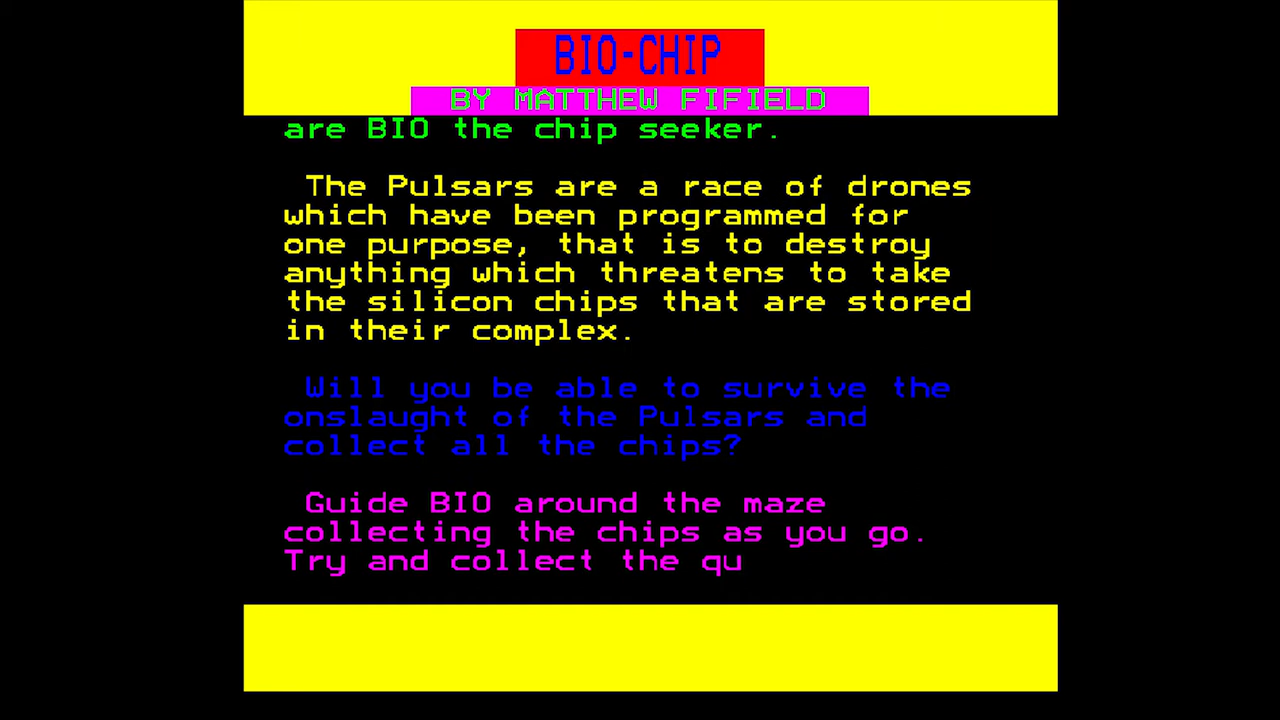 BIO-CHIP
BY MATTHEW FIFIELD
are BIO the chip seeker.
The Pulsars are a race of drones
which have been programmed for
one purpose, that is to destroy
anything which threatens to take
the silicon chips that are stored
in their complex.
Will you be able to survive the
onslaught of the Pulsars and
collect all the chips?
Guide BIO around the maze
collecting the chips as you go.
Try and collect the qu